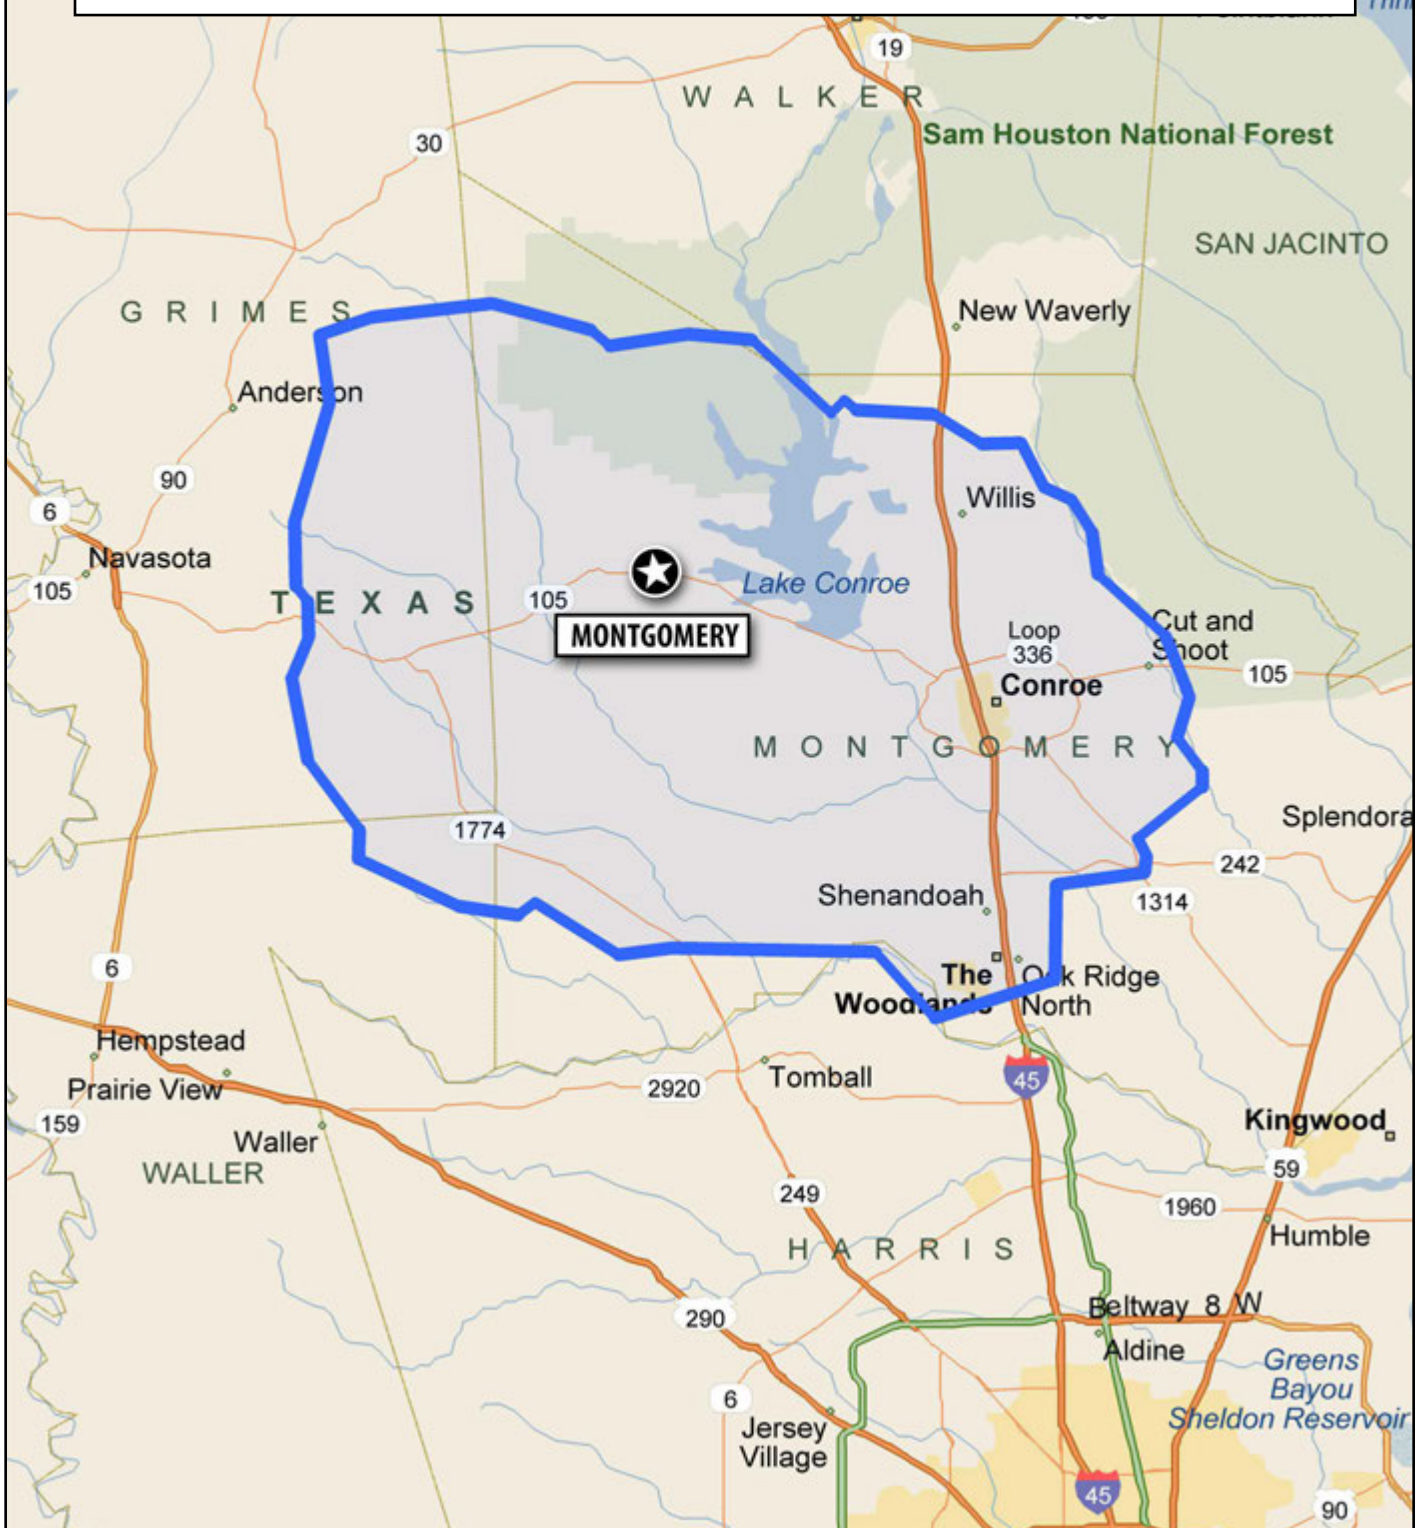 19
WALKER
Sam Houston National Forest
30
SAN JACINTO
GRIMES
New Waverly
Anderson
90
6
Willis
Navasota
105
TEXAS
105
Lake Conroe
MONTGOMERY
Cut and
Shoot
Loop
336
105
Conroe
MONTGOMERY
Splendora
1774
242
Shenandoah
1314
6
The
Woodlands
Oak Ridge
North
Hempstead
Prairie View
45
2920
Tomball
159
Waller
Kingwood
WALLER
59
249
1960
HARRIS
Humble
Beltway 8 W
290
Aldine
Greens
Bayou
Sheldon Reservoir
6
Jersey
Village
45
90